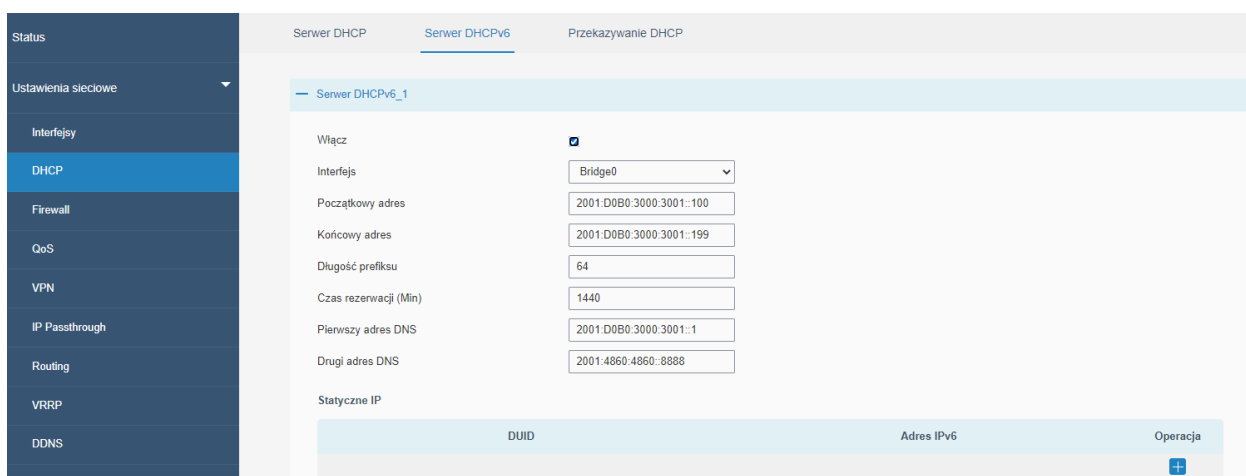 Status
Ustawienia sieciowe
Interfejsy
DHCP
Firewall
QoS
VPN
IP Passthrough
Routing
VRRP
DDNS
Serwer DHCP Serwer DHCPv6 Przekazywanie DHCP
Serwer DHCPv6_1
Włącz
Interfejs Bridge0
Początkowy adres 2001:D0B0:3000:3001::100
Końcowy adres 2001:D0B0:3000:3001::199
Długość prefiksu 64
Czas rezerwacji (Min) 1440
Pierwszy adres DNS 2001:D0B0:3000:3001::1
Drugi adres DNS 2001:4860:4860::8888
Statyczne IP
DUID Adres IPv6 Operacja